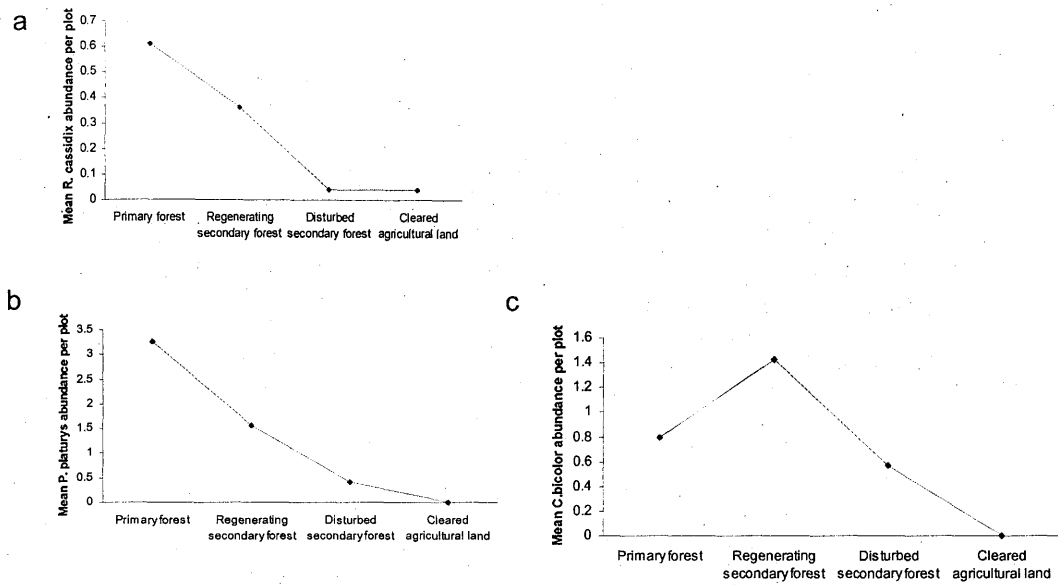 a
Mean R. cassidix abundance per plot
0.7
0.6
0.5
0.4
0.3
0.2
0.1
0
Primary forest
Regenerating
secondary forest
Disturbed
secondary forest
Cleared
agricultural land
b
Mean P. platurys abundance per plot
3.5
3
2.5
2
1.5
1
0.5
0
Primary forest
Regenerating
secondary forest
Disturbed
secondary forest
Cleared
agricultural land
c
Mean C.bicolor abundance per plot
1.6
1.4
1.2
1
0.8
0.6
0.4
0.2
0
Primary forest
Regenerating
secondary forest
Disturbed
secondary forest
Cleared
agricultural land